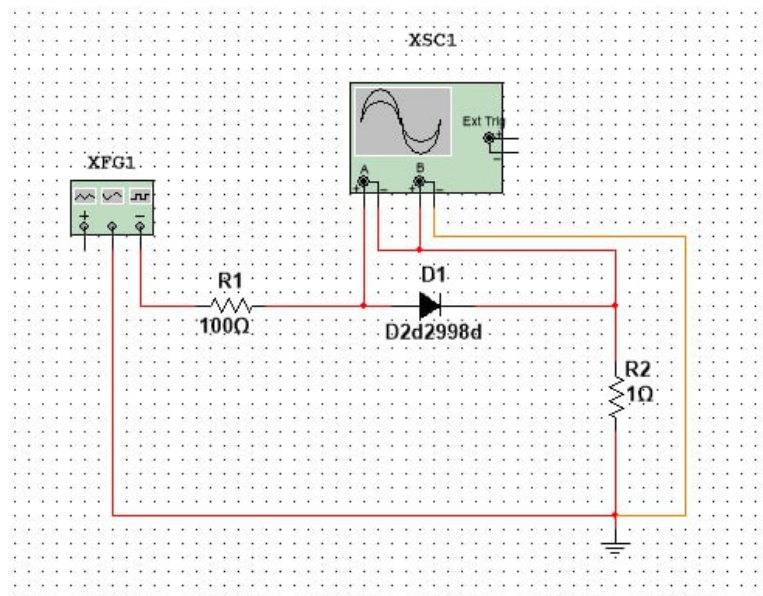 XSC1
Ext Trig
+
−
A
B
+
−
+
−
XFG1
+
−
R1
100Ω
D1
D2d2998d
R2
1Ω